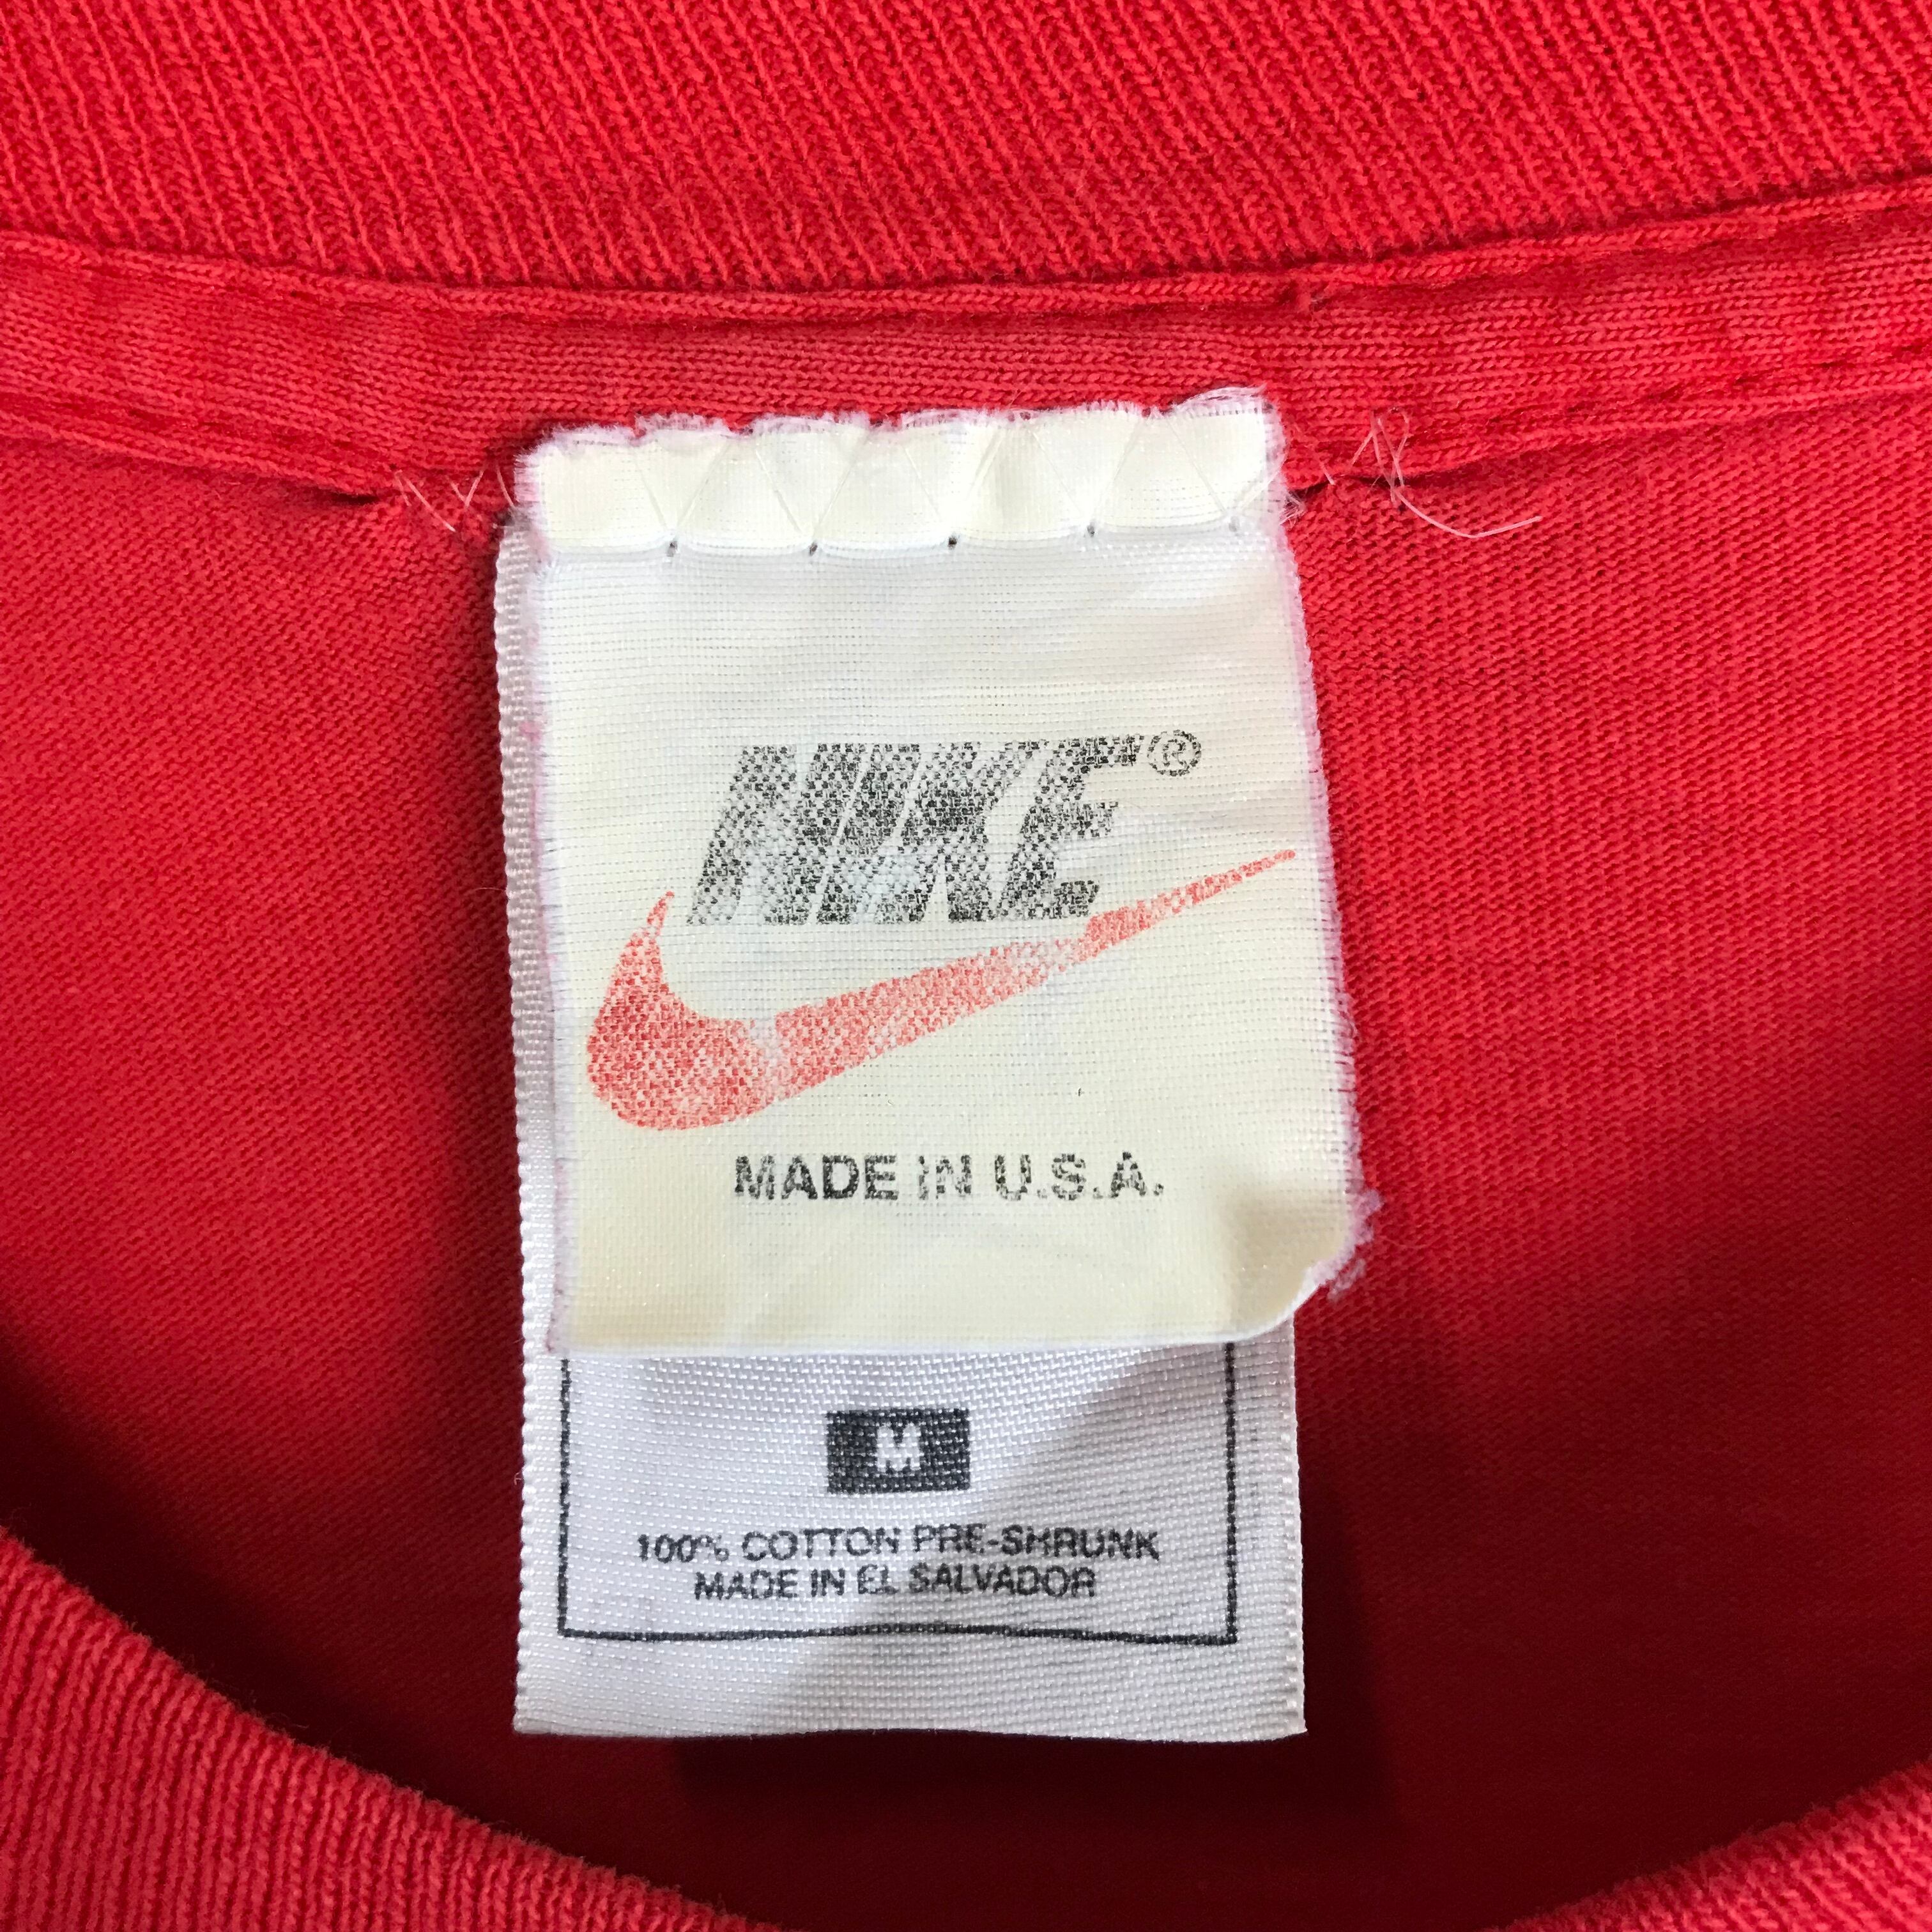 NIKE®
MADE IN U.S.A.
M
100% COTTON PRE-SHRUNK
MADE IN EL SALVADOR